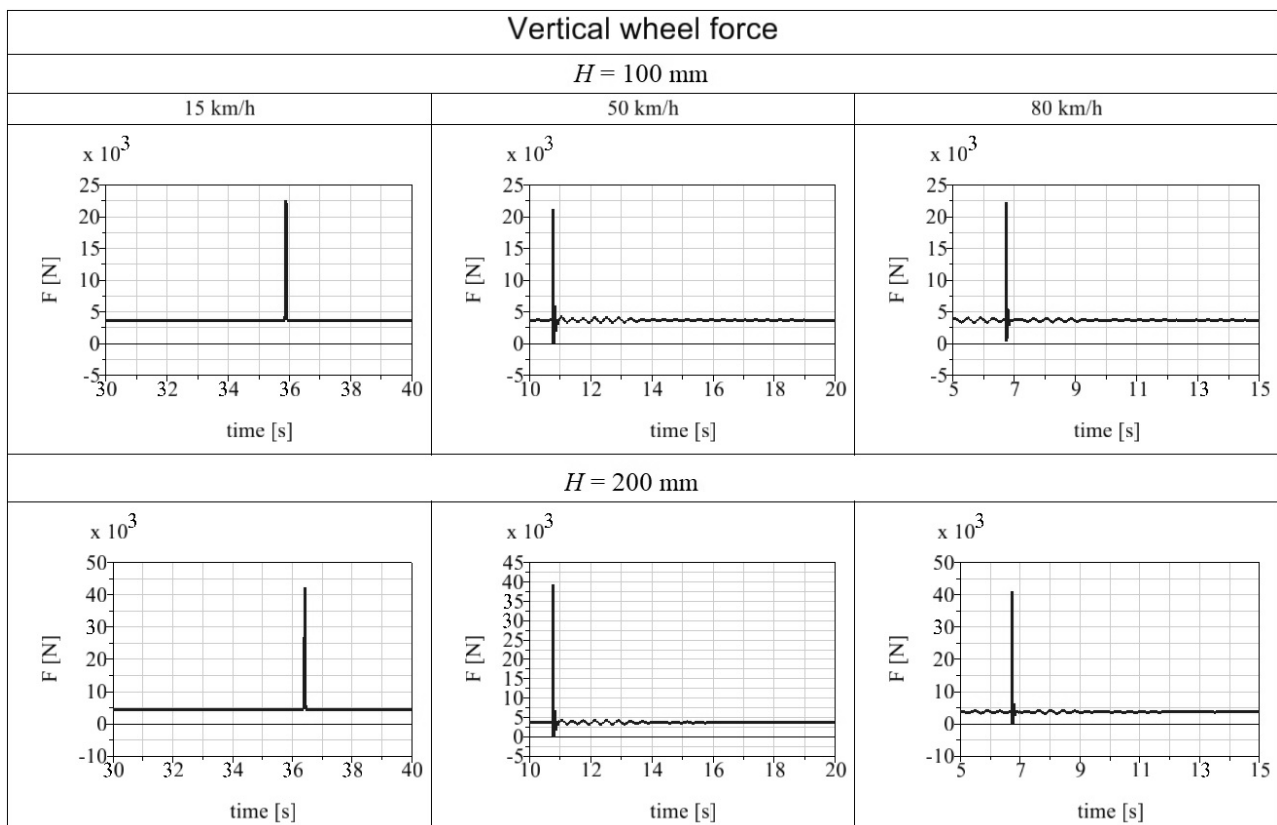 Vertical wheel force
H = 100 mm
15 km/h 50 km/h 80 km/h
x 10³ x 10³ x 10³
25 25 25
20 20 20
15 15 15
10 10 10
5 5 5
0 0 0
-5 -5 -5
F [N] F [N] F [N]
30 32 34 36 38 40 10 12 14 16 18 20 5 7 9 11 13 15
time [s] time [s] time [s]
H = 200 mm
x 10³ x 10³ x 10³
50 45 50
40 40 40
35
30 30 30
25
20 20 20
15
10 10 10
5
0 0 0
-10 -5 -10
F [N] F [N] F [N]
30 32 34 36 38 40 10 12 14 16 18 20 5 7 9 11 13 15
time [s] time [s] time [s]